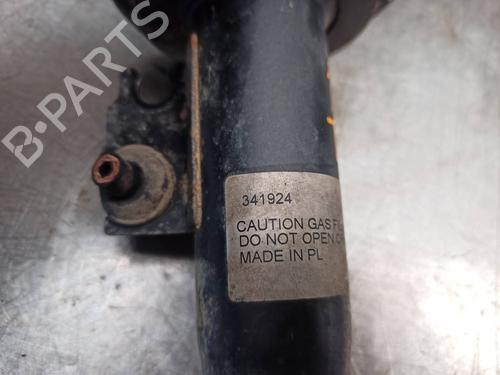 B-PARTS
341924
CAUTION GAS
DO NOT OPEN
MADE IN PL